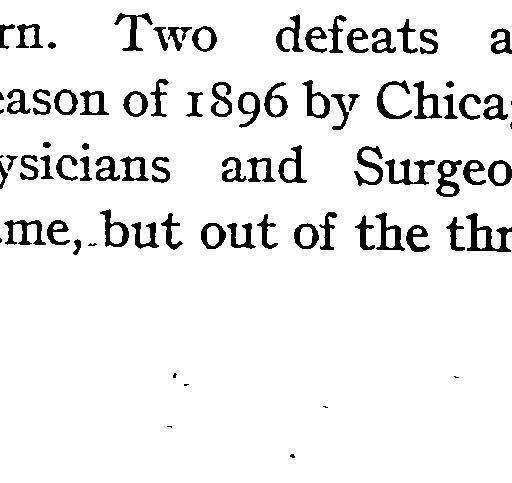 rn. Two defeats a
eason of 1896 by Chica
ysicians and Surgeo
me, but out of the thr